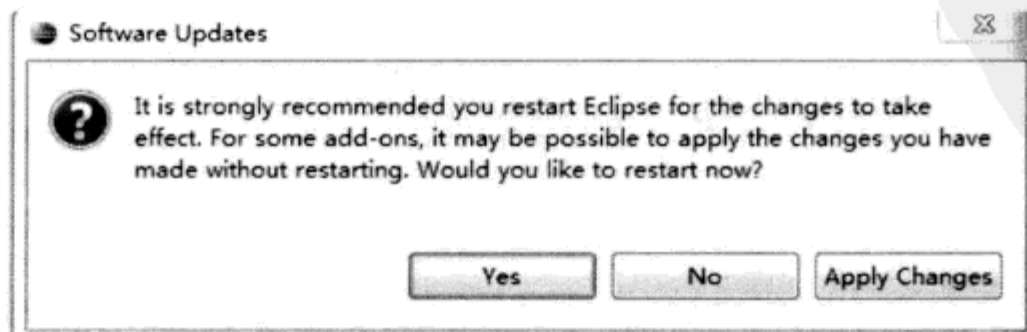 Software Updates
It is strongly recommended you restart Eclipse for the changes to take
effect. For some add-ons, it may be possible to apply the changes you have
made without restarting. Would you like to restart now?
Yes
No
Apply Changes